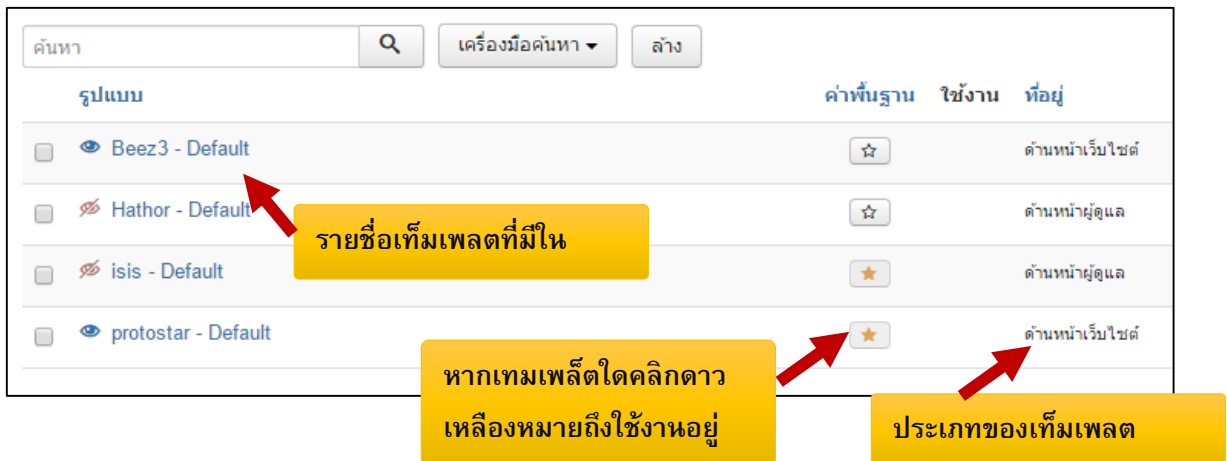 ค้นหา เครื่องมือค้นหา ล้าง
รูปแบบ ค่าพื้นฐาน ใช้งาน ที่อยู่
Beez3 - Default ด้านหน้าเว็บไซต์
Hathor - Default ด้านหน้าผู้ดูแล
รายชื่อเท็มเพลตที่มีใน
isis - Default ด้านหน้าผู้ดูแล
protostar - Default ด้านหน้าเว็บไซต์
หากเทมเพล็ตใดคลิกดาว
เหลืองหมายถึงใช้งานอยู่
ประเภทของเท็มเพลต